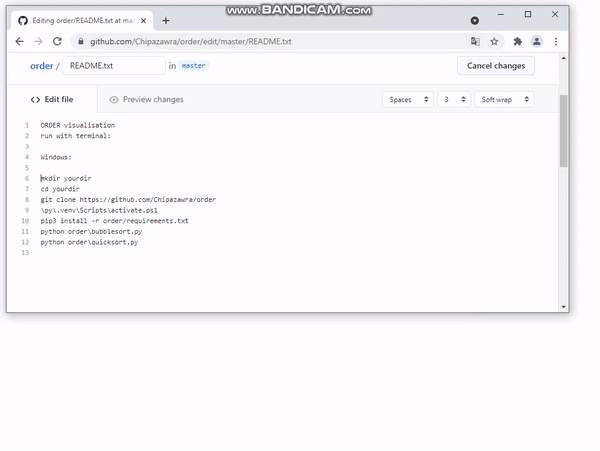 www.BANDICAM.com
Editing order/README.txt at mas
github.com/Chipazawra/order/edit/master/README.txt
order / README.txt in master
Cancel changes
Edit file
Preview changes
Spaces
3
Soft wrap
1 ORDER visualisation
2 run with terminal:
3
4 Windows:
5
6 mkdir yourdir
7 cd yourdir
8 git clone https://github.com/Chipazawra/order
9 \py\.venv\Scripts\activate.ps1
10 pip3 install -r order/requirements.txt
11 python order\bubblesort.py
12 python order\quicksort.py
13